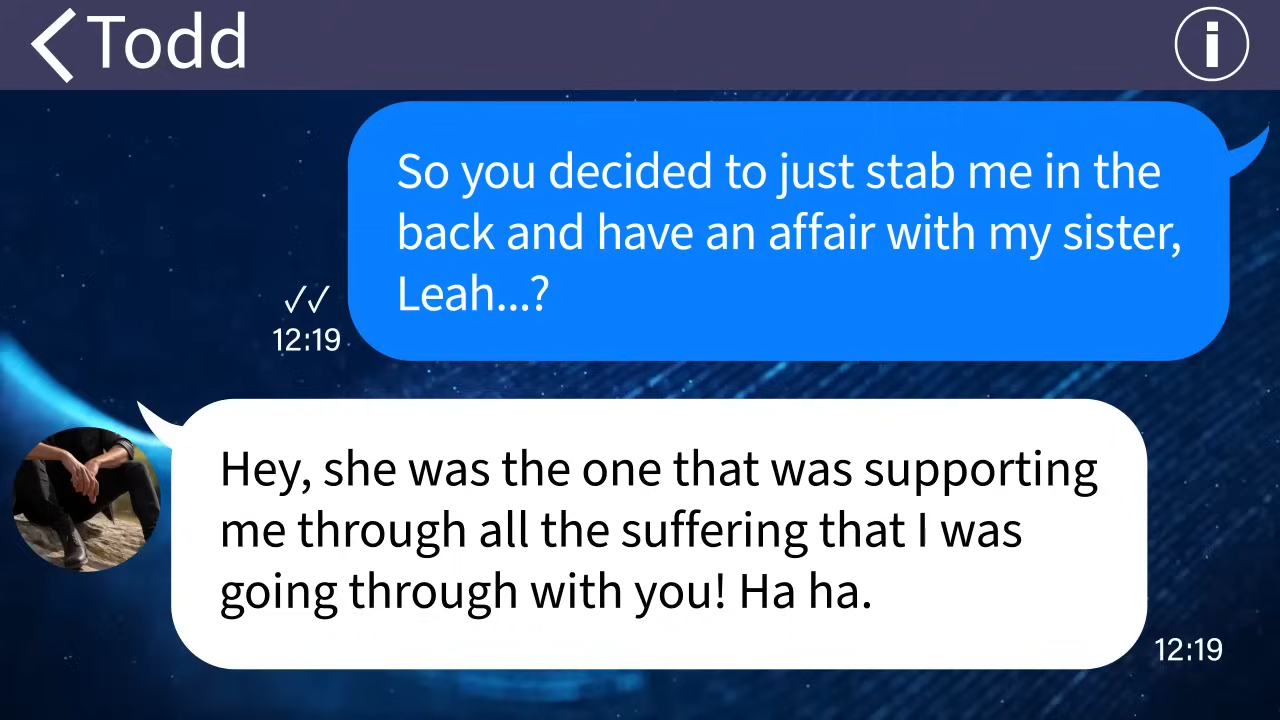 Todd
So you decided to just stab me in the
back and have an affair with my sister,
Leah...?
12:19
Hey, she was the one that was supporting
me through all the suffering that I was
going through with you! Ha ha.
12:19